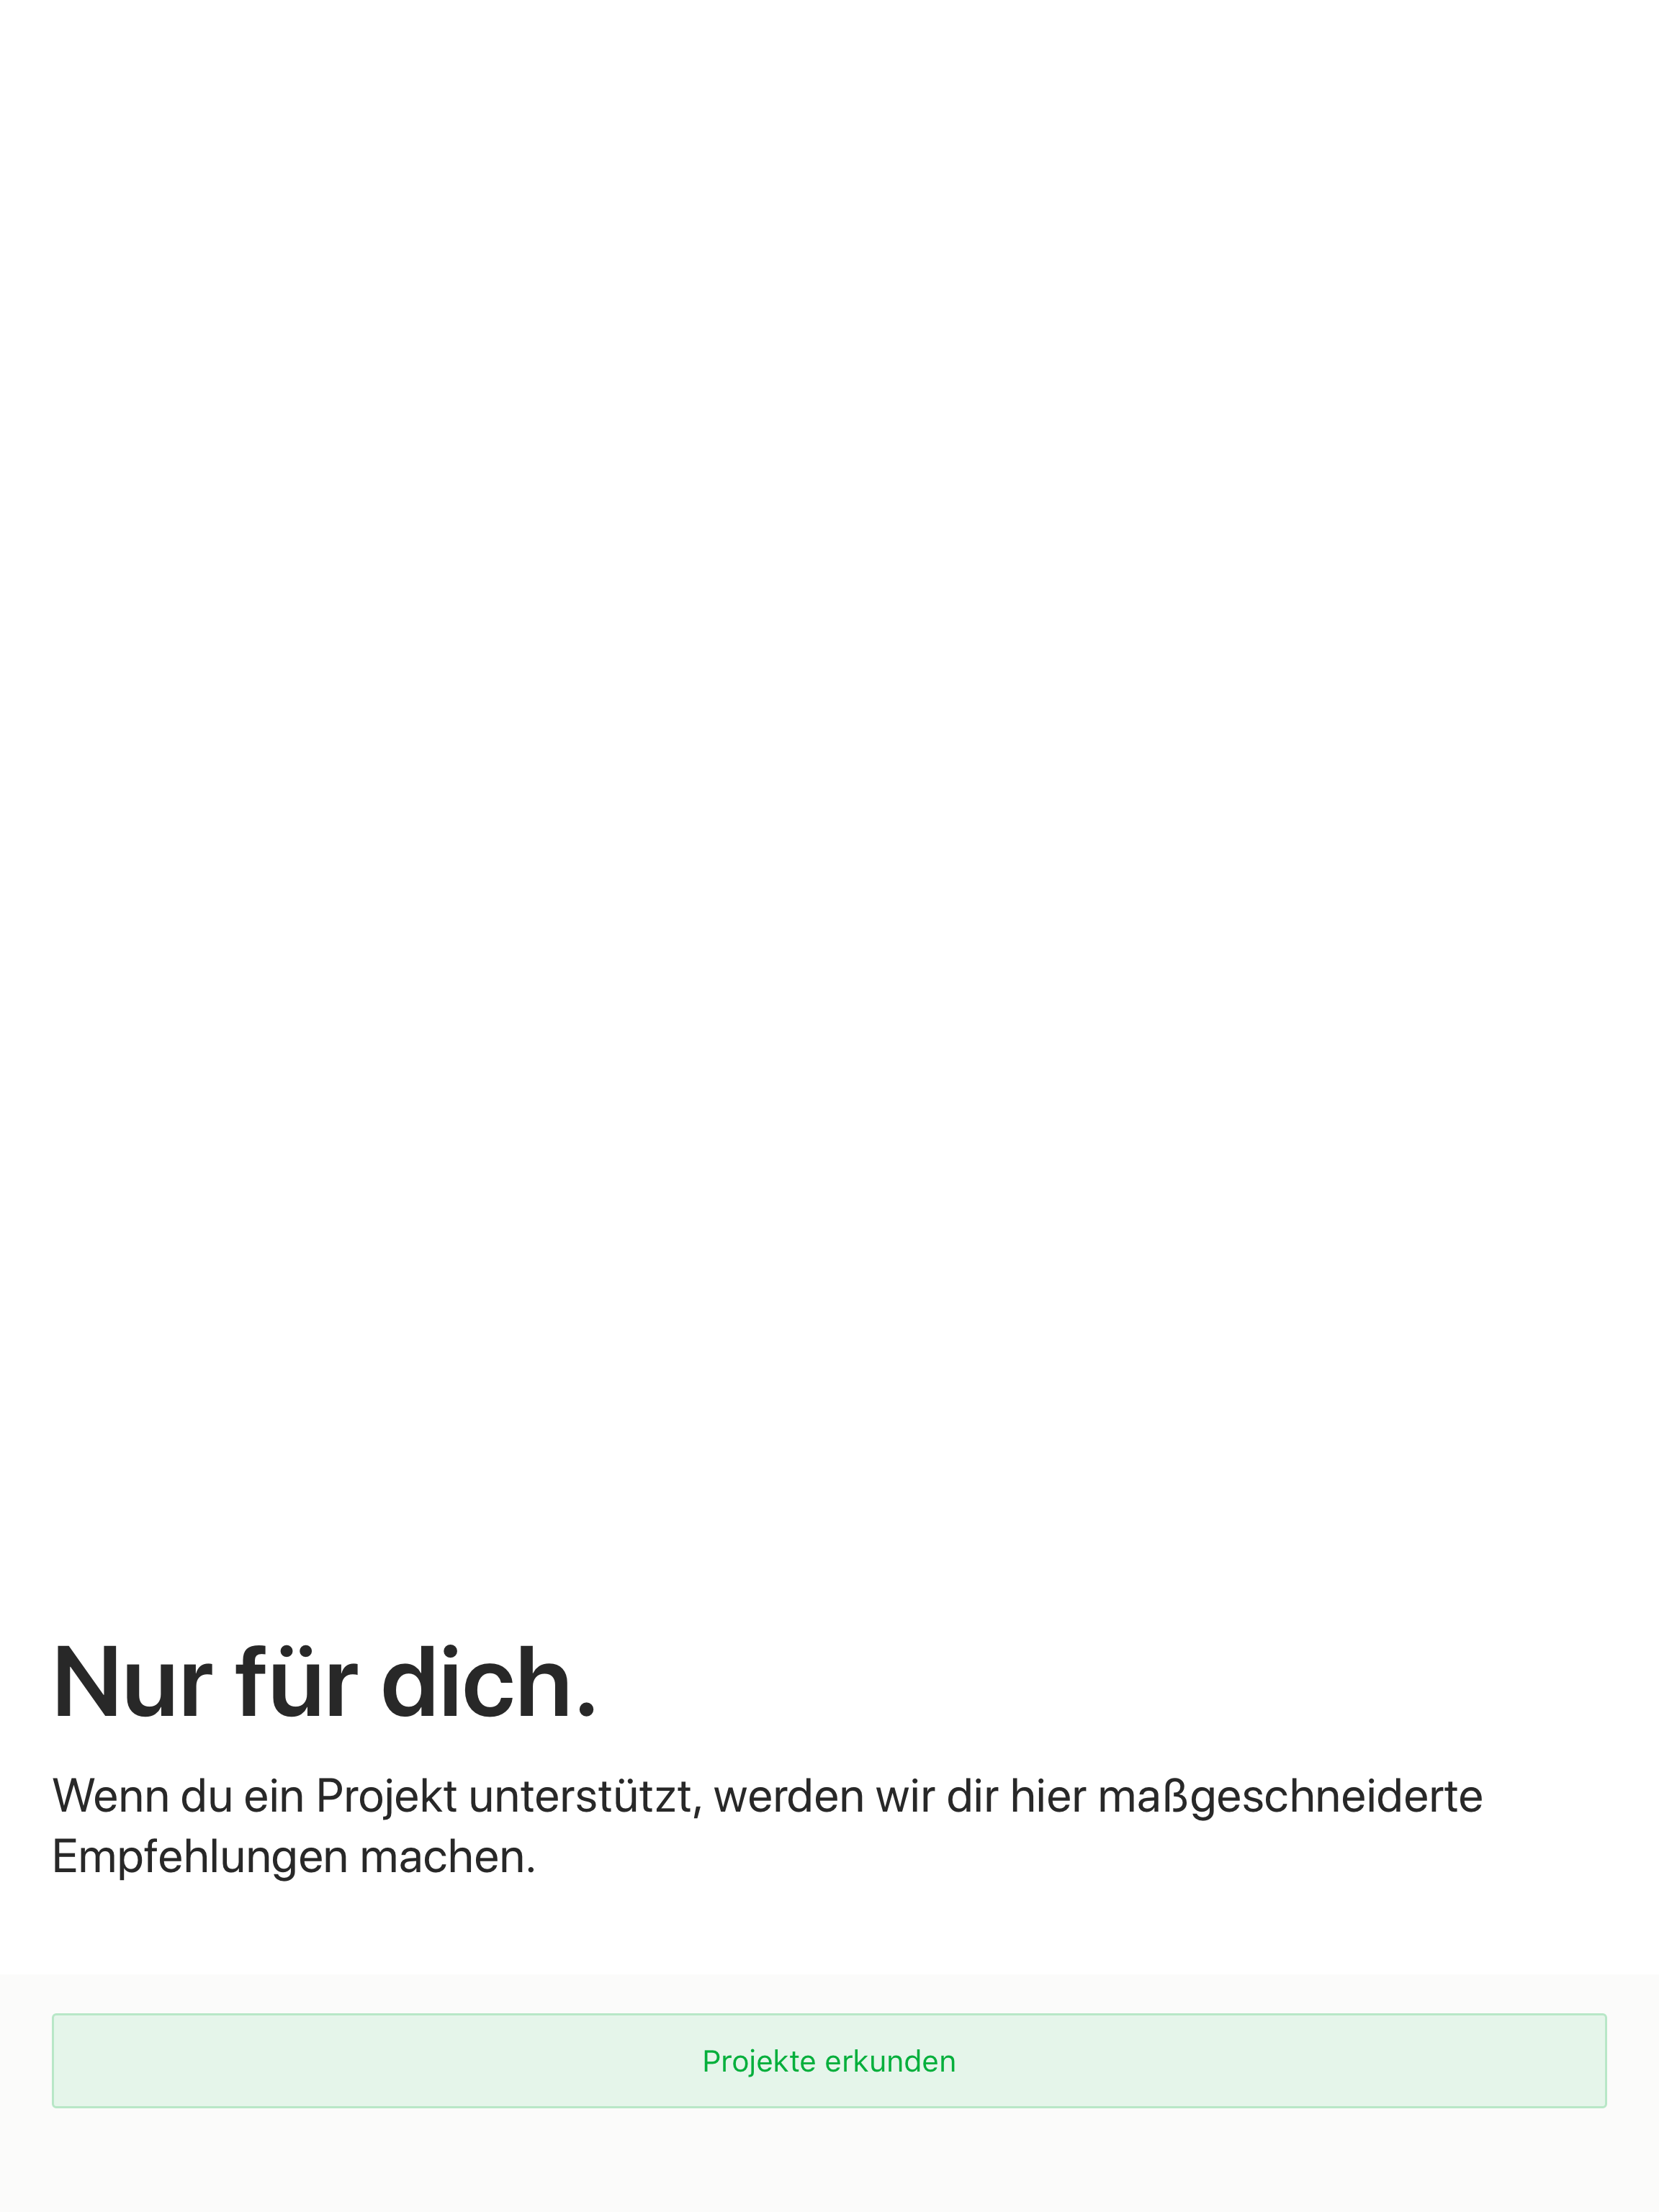 Nur für dich.
Wenn du ein Projekt unterstützt, werden wir dir hier maßgeschneiderte
Empfehlungen machen.
Projekte erkunden